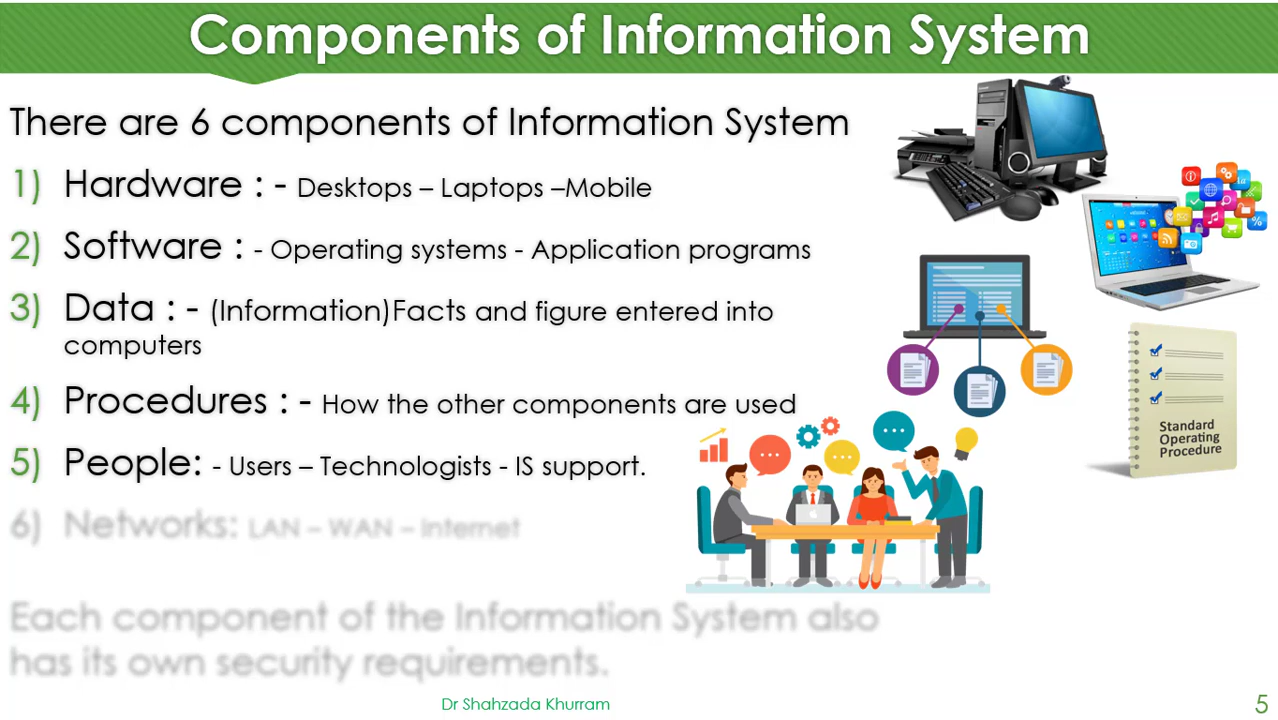 Components of Information System
There are 6 components of Information System
1) Hardware : - Desktops – Laptops –Mobile
2) Software : - Operating systems - Application programs
3) Data : - (Information)Facts and figure entered into
computers
4) Procedures : - How the other components are used
5) People: - Users – Technologists - IS support.
6) Networks: LAN – WAN – Internet
Each component of the Information System also
has its own security requirements.
Standard
Operating
Procedure
Dr Shahzada Khurram
5